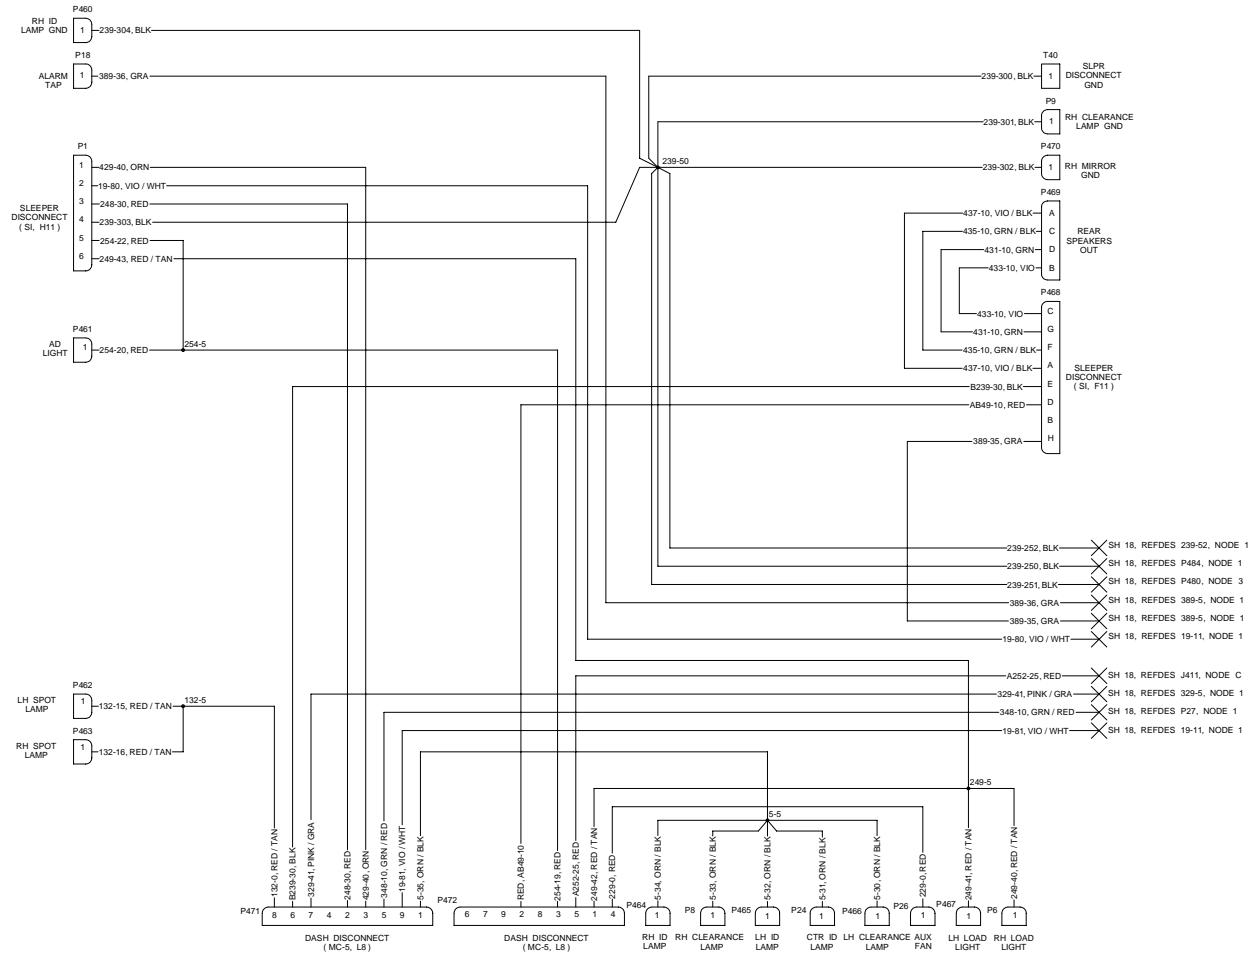 P460
RH ID
LAMP GND
1
239-304, BLK
P18
ALARM
TAP
1
389-36, GRA
P1
SLEEPER
DISCONNECT
( SI, H11 )
1
429-40, ORN
2
19-80, VIO / WHT
3
248-30, RED
4
239-303, BLK
5
254-22, RED
6
249-43, RED / TAN
P461
AD
LIGHT
1
254-20, RED
254-5
239-50
T40
239-300, BLK
1
SLPR
DISCONNECT
GND
P9
239-301, BLK
1
RH CLEARANCE
LAMP GND
P470
239-302, BLK
1
RH MIRROR
GND
P469
437-10, VIO / BLK
A
435-10, GRN / BLK
C
431-10, GRN
D
433-10, VIO
B
REAR
SPEAKERS
OUT
P468
433-10, VIO
C
431-10, GRN
G
435-10, GRN / BLK
F
437-10, VIO / BLK
A
B239-30, BLK
E
AB49-10, RED
D
B
389-35, GRA
H
SLEEPER
DISCONNECT
( SI, F11 )
239-252, BLK
SH 18, REFDES 239-52, NODE 1
239-250, BLK
SH 18, REFDES P484, NODE 1
239-251, BLK
SH 18, REFDES P480, NODE 3
389-36, GRA
SH 18, REFDES 389-5, NODE 1
389-35, GRA
SH 18, REFDES 389-5, NODE 1
19-80, VIO / WHT
SH 18, REFDES 19-11, NODE 1
A252-25, RED
SH 18, REFDES J411, NODE C
329-41, PINK / GRA
SH 18, REFDES 329-5, NODE 1
348-10, GRN / RED
SH 18, REFDES P27, NODE 1
19-81, VIO / WHT
SH 18, REFDES 19-11, NODE 1
P462
LH SPOT
LAMP
1
132-15, RED / TAN
132-5
P463
RH SPOT
LAMP
1
132-16, RED / TAN
249-5
5-5
132-0, RED / TAN
B239-30, BLK
329-41, PINK / GRA
248-30, RED
429-40, ORN
348-10, GRN / RED
19-81, VIO / WHT
5-35, ORN / BLK
RED, AB49-10
254-19, RED
A252-25, RED
249-42, RED / TAN
229-0, RED
5-34, ORN / BLK
5-33, ORN / BLK
5-32, ORN / BLK
5-31, ORN / BLK
5-30, ORN / BLK
229-0, RED
249-41, RED / TAN
249-40, RED / TAN
P471
8 6 7 4 2 3 5 9 1
DASH DISCONNECT
( MC-5, L8 )
P472
6 7 9 2 8 3 5 1 4
DASH DISCONNECT
( MC-5, L8 )
P464
1
RH ID
LAMP
P8
1
RH CLEARANCE
LAMP
P465
1
LH ID
LAMP
P24
1
CTR ID
LAMP
P466
1
LH CLEARANCE
LAMP
P26
1
AUX
FAN
P467
1
LH LOAD
LIGHT
P6
1
RH LOAD
LIGHT